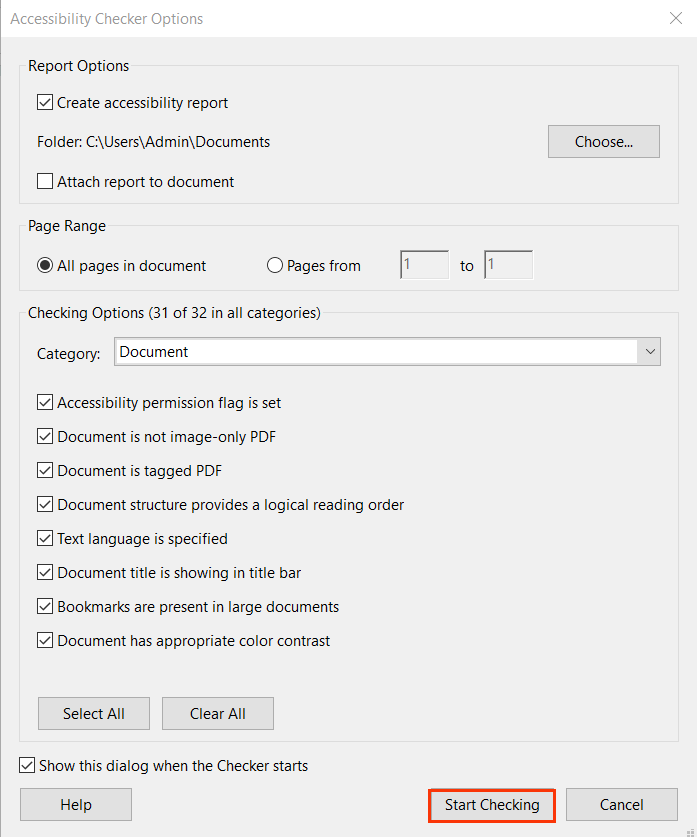 Accessibility Checker Options
Report Options
Create accessibility report
Folder: C:\Users\Admin\Documents
Choose...
Attach report to document
Page Range
All pages in document Pages from 1 to 1
Checking Options (31 of 32 in all categories)
Category: Document
Accessibility permission flag is set
Document is not image-only PDF
Document is tagged PDF
Document structure provides a logical reading order
Text language is specified
Document title is showing in title bar
Bookmarks are present in large documents
Document has appropriate color contrast
Select All Clear All
Show this dialog when the Checker starts
Help Start Checking Cancel